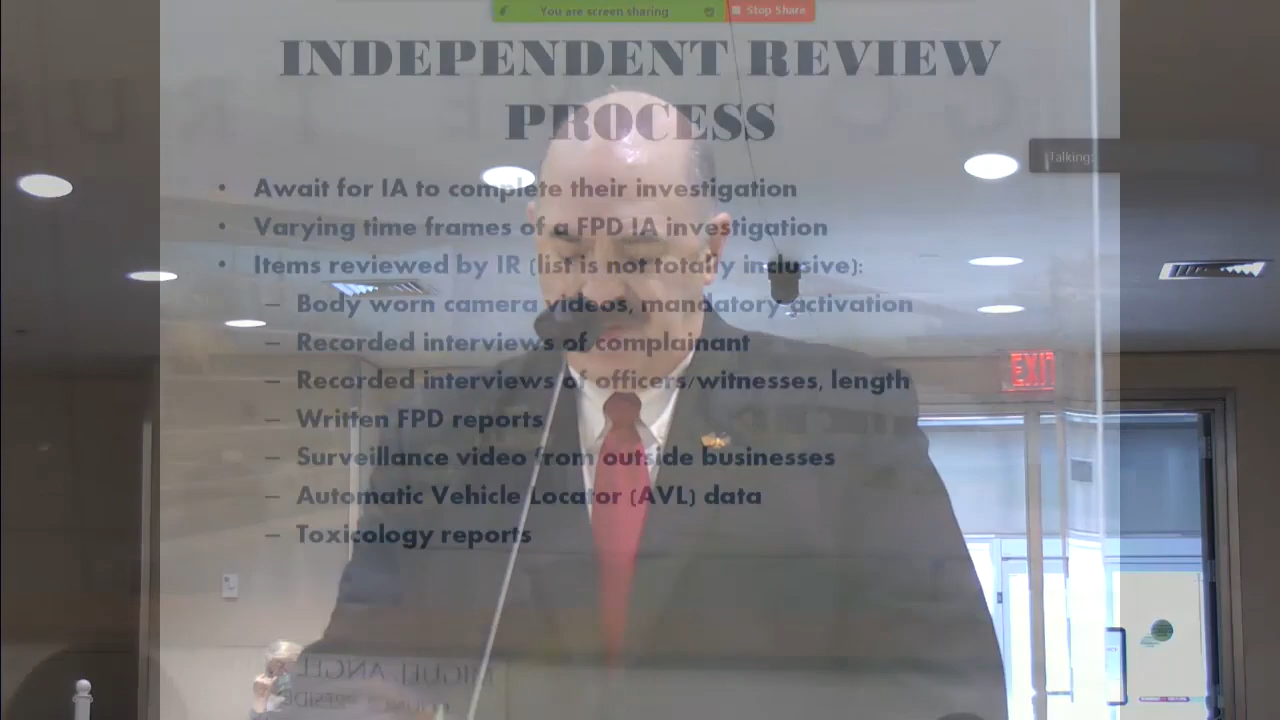 You are screen sharing
Stop Share
INDEPENDENT REVIEW
PROCESS
Talking:
• Await for IA to complete their investigation
• Varying time frames of a FPD IA investigation
• Items reviewed by IR (list is not totally inclusive):
– Body worn camera videos, mandatory activation
– Recorded interviews of complainant
EXIT
– Recorded interviews of officers/witnesses, length
– Written FPD reports
– Surveillance video from outside businesses
– Automatic Vehicle Locator (AVL) data
– Toxicology reports
MIGUEL ANGEL